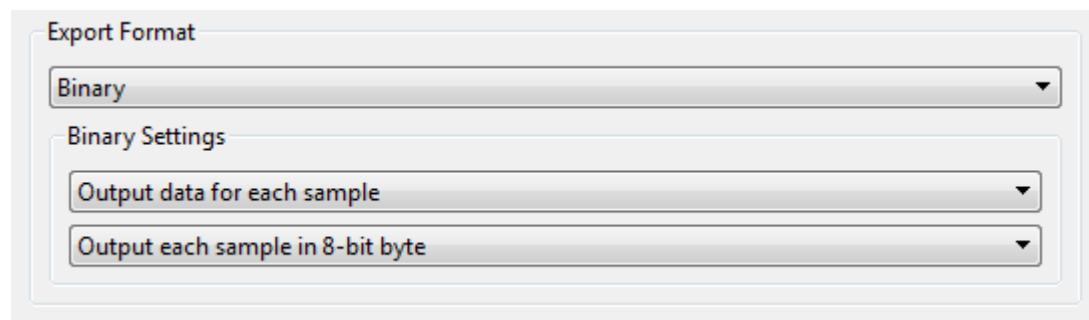 Export Format
Binary
Binary Settings
Output data for each sample
Output each sample in 8-bit byte